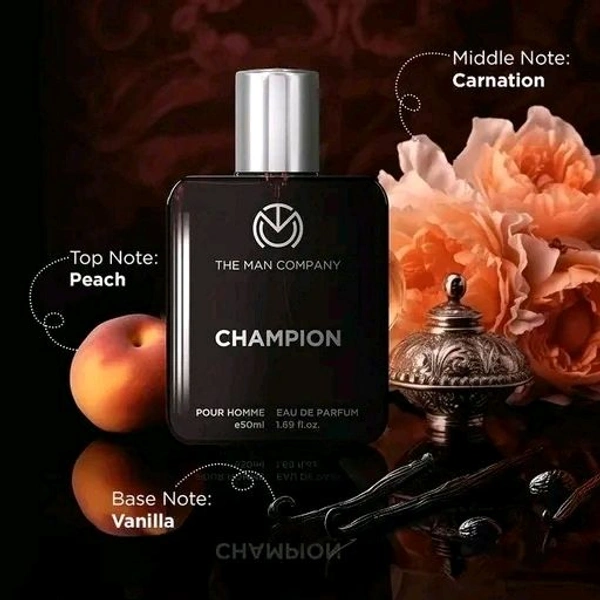 Middle Note:
Carnation
THE MAN COMPANY
Top Note:
Peach
CHAMPION
POUR HOMME EAU DE PARFUM
e50ml 1.69 fl.oz.
Base Note:
Vanilla